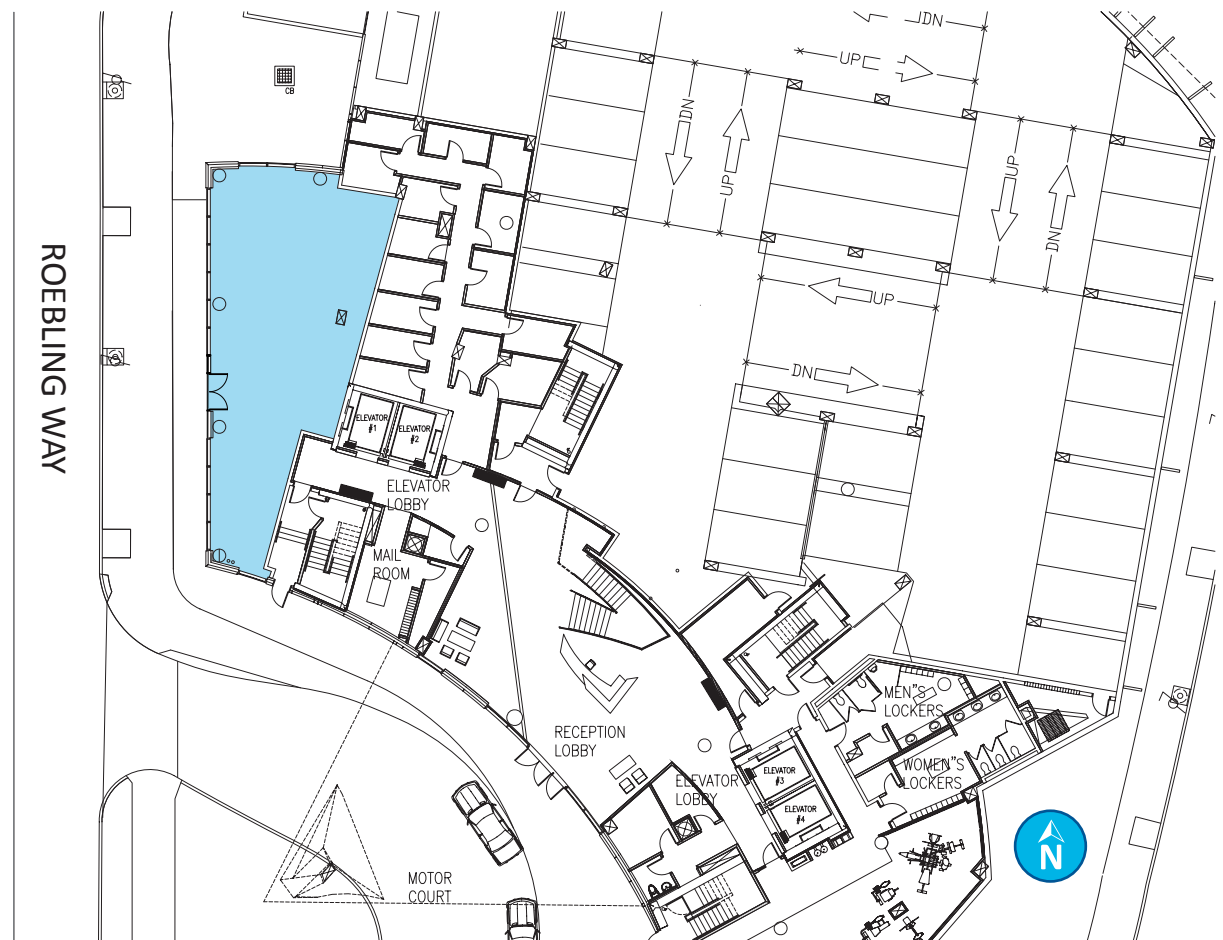 DN
UP
CB
DN
UP
UP
DN
UP
DN
ROEBLING WAY
ELEVATOR
#1
ELEVATOR
#2
ELEVATOR
LOBBY
MAIL
ROOM
RECEPTION
LOBBY
MEN"S
LOCKERS
WOMEN"S
LOCKERS
ELEVATOR
LOBBY
ELEVATOR
#3
ELEVATOR
#4
MOTOR
COURT
N